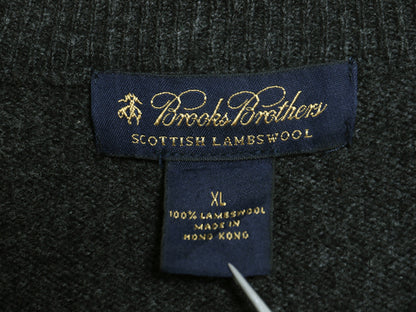 Brooks Brothers
SCOTTISH LAMBSWOOL
XL
100% LAMBSWOOL
MADE IN
HONG KONG